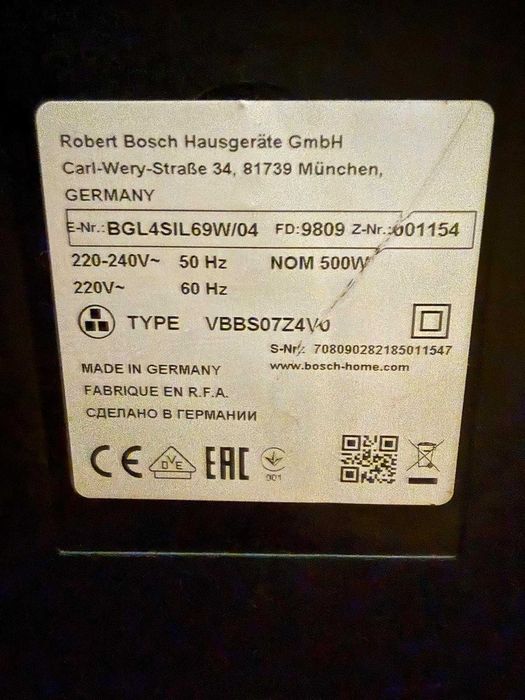 Robert Bosch Hausgeräte GmbH
Carl-Wery-Straße 34, 81739 München,
GERMANY
E-Nr.: BGL4SIL69W/04 FD: 9809 Z-Nr.: 001154
220-240V~ 50 Hz NOM 500W
220V~ 60 Hz
TYPE VBBS07Z4V0
S-Nr.: 708090282185011547
MADE IN GERMANY www.bosch-home.com
FABRIQUE EN R.F.A.
СДЕЛАНО В ГЕРМАНИИ
CE DVE EAC 001